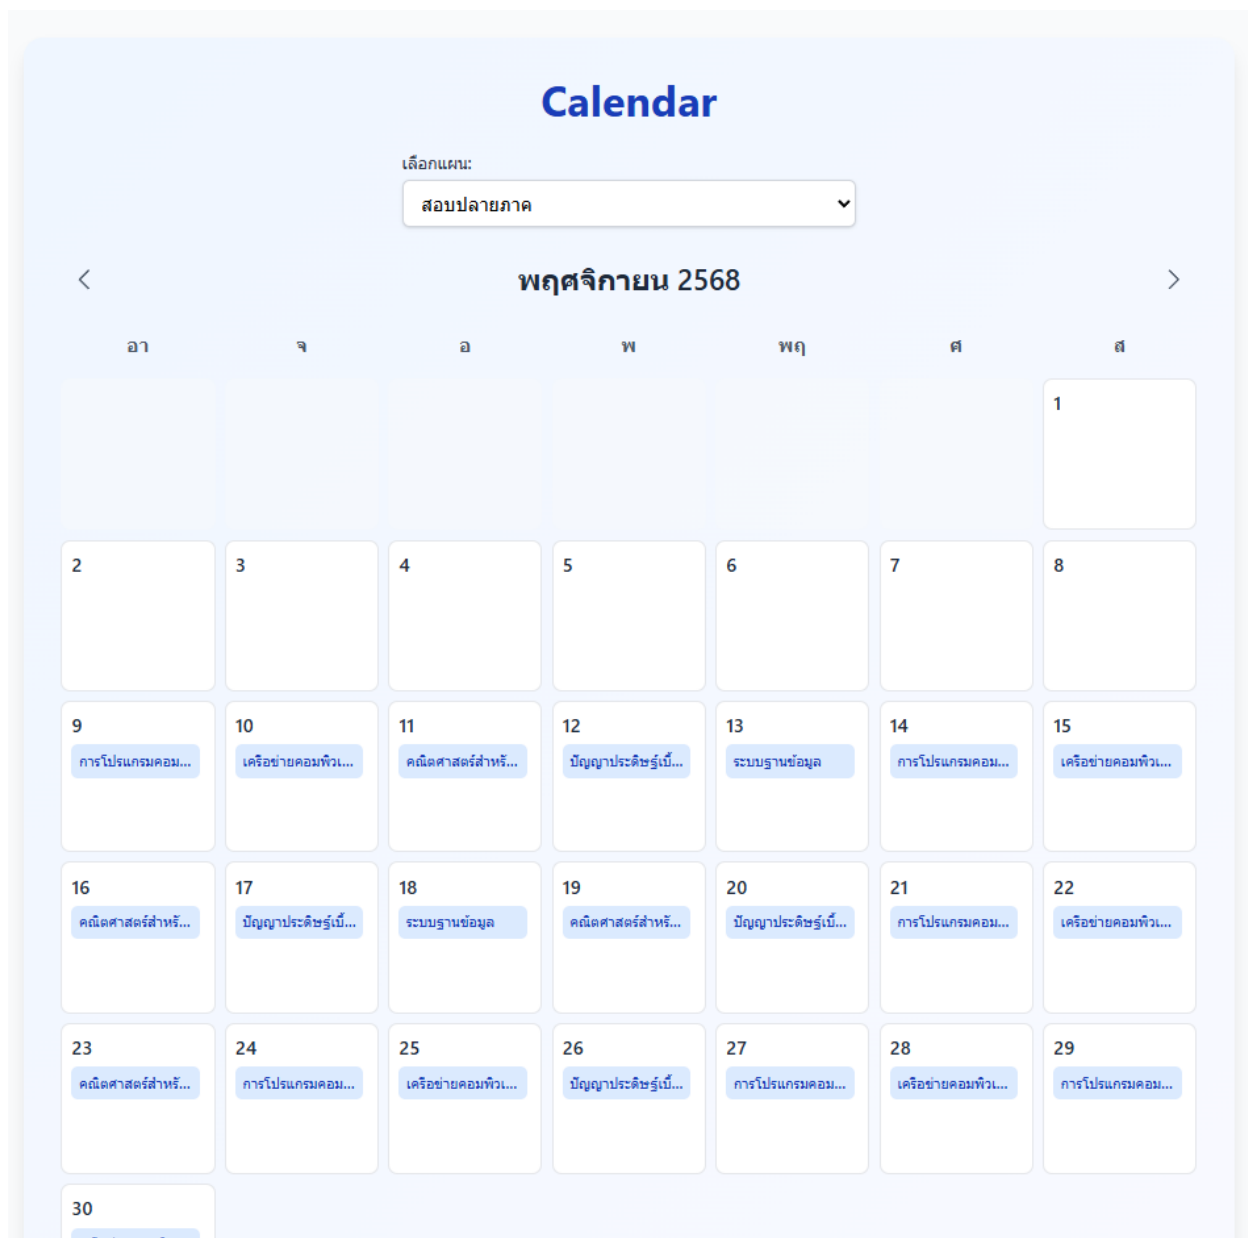 Calendar
เลือกแผน:
สอบปลายภาค
พฤศจิกายน 2568
อา จ อ พ พฤ ศ ส
1
2 3 4 5 6 7 8
9 10 11 12 13 14 15
การโปรแกรมคอม... เครือข่ายคอมพิวเ... คณิตศาสตร์สำหรั... ปัญญาประดิษฐ์เบื้... ระบบฐานข้อมูล การโปรแกรมคอม... เครือข่ายคอมพิวเ...
16 17 18 19 20 21 22
คณิตศาสตร์สำหรั... ปัญญาประดิษฐ์เบื้... ระบบฐานข้อมูล คณิตศาสตร์สำหรั... ปัญญาประดิษฐ์เบื้... การโปรแกรมคอม... เครือข่ายคอมพิวเ...
23 24 25 26 27 28 29
คณิตศาสตร์สำหรั... การโปรแกรมคอม... เครือข่ายคอมพิวเ... ปัญญาประดิษฐ์เบื้... การโปรแกรมคอม... เครือข่ายคอมพิวเ... การโปรแกรมคอม...
30